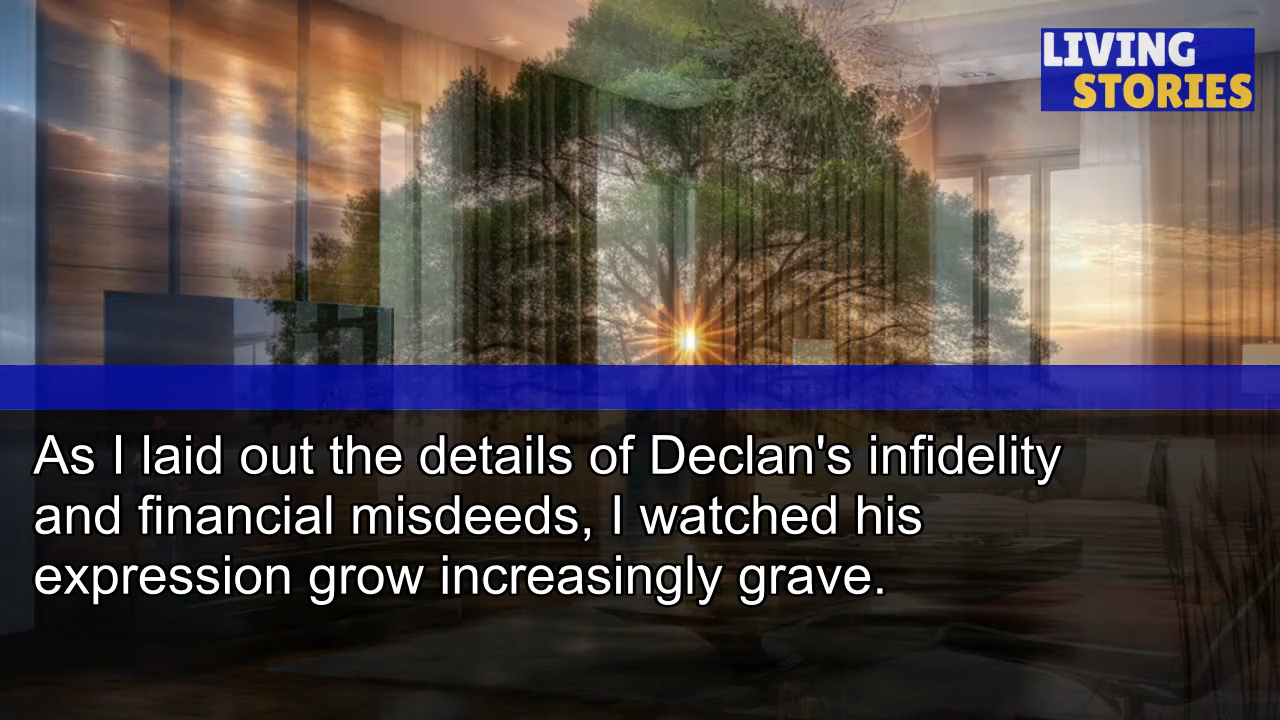 LIVING
STORIES
As I laid out the details of Declan's infidelity
and financial misdeeds, I watched his
expression grow increasingly grave.